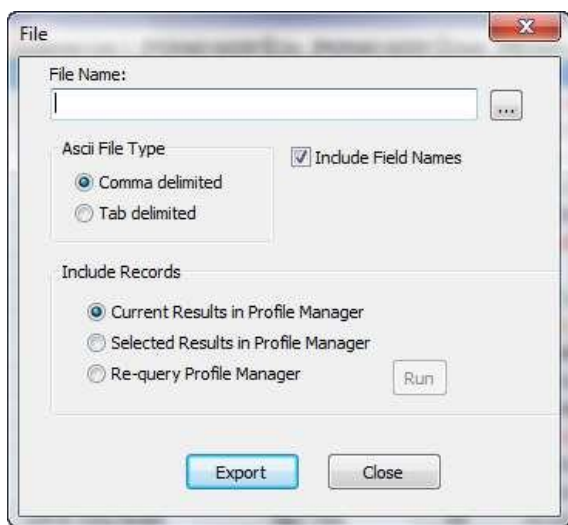 File
File Name:
...
Ascii File Type
Include Field Names
Comma delimited
Tab delimited
Include Records
Current Results in Profile Manager
Selected Results in Profile Manager
Re-query Profile Manager
Run
Export
Close